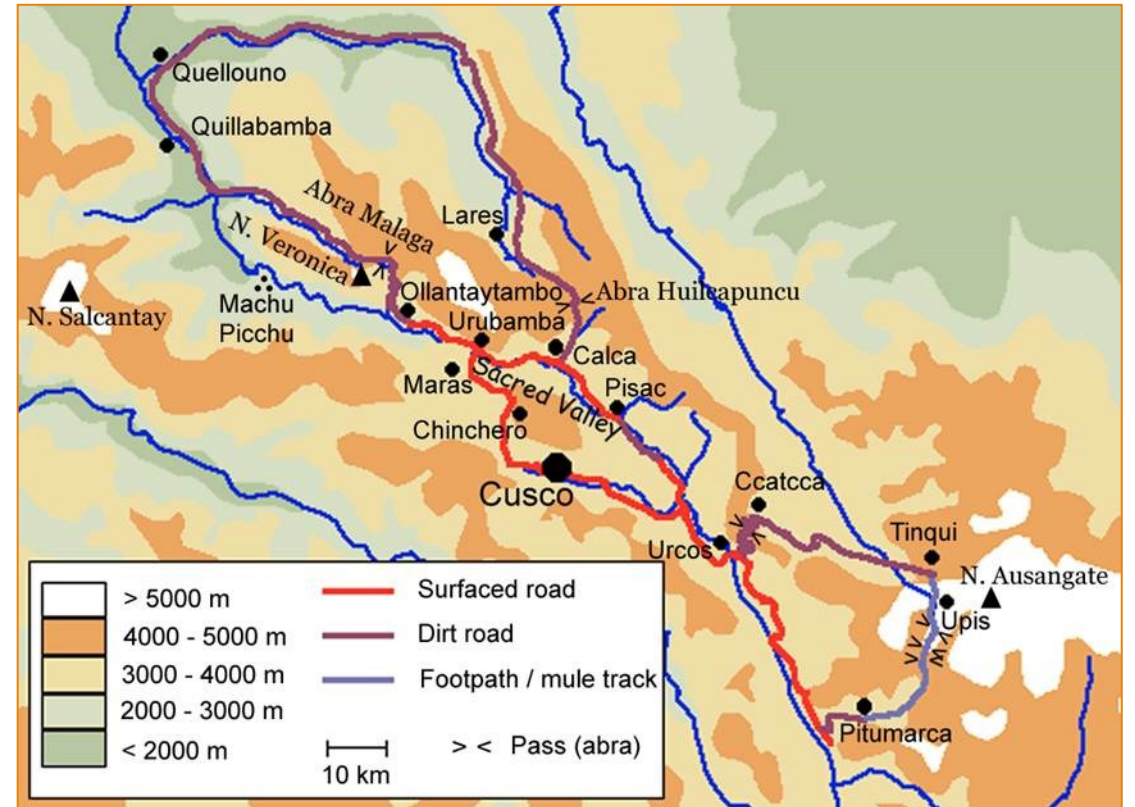 Quellouno
Quillabamba
Abra Malaga
Lares
N. Veronica
Ollantaytambo
Abra Huilcapuncu
N. Salcantay
Machu
Picchu
Urubamba
Calca
Maras
Sacred Valley
Pisac
Chinchero
Cusco
Ccatcca
Tinqui
Urcos
N. Ausangate
Upis
Pitumarca
> 5000 m
4000 - 5000 m
3000 - 4000 m
2000 - 3000 m
< 2000 m
Surfaced road
Dirt road
Footpath / mule track
10 km
> < Pass (abra)